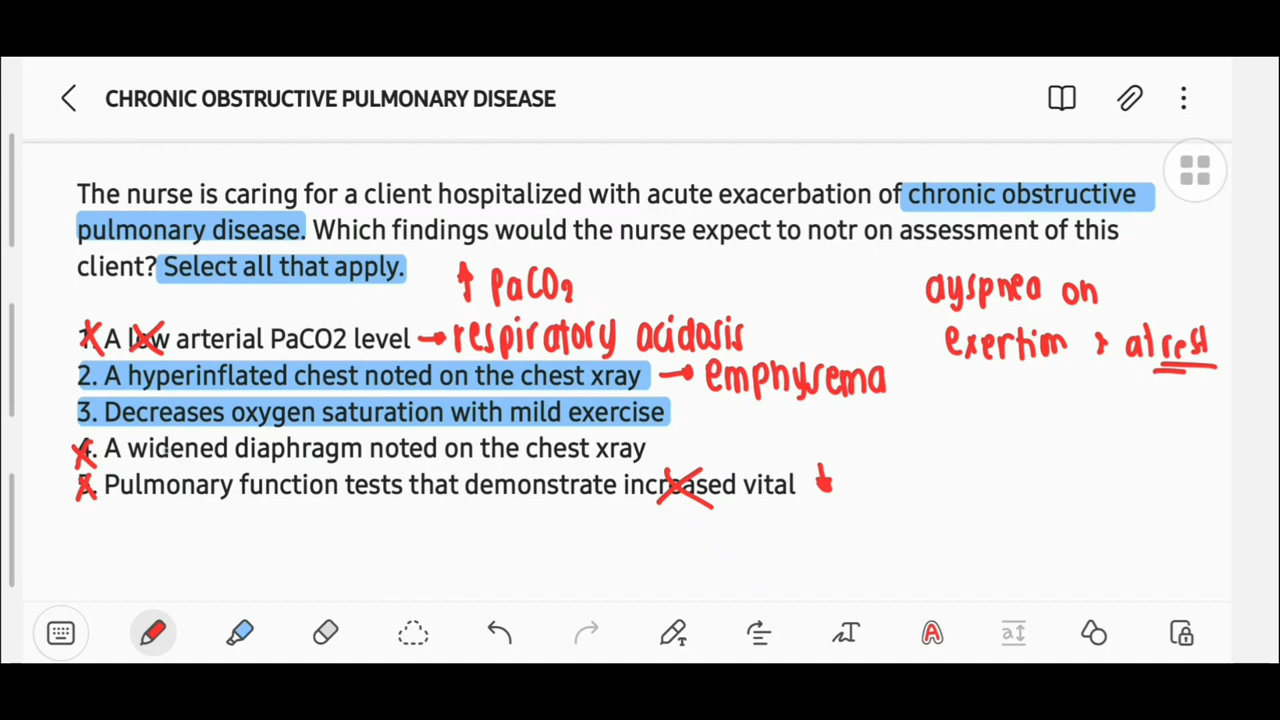 CHRONIC OBSTRUCTIVE PULMONARY DISEASE
The nurse is caring for a client hospitalized with acute exacerbation of chronic obstructive
pulmonary disease. Which findings would the nurse expect to notr on assessment of this
client? Select all that apply.
↑ PaCO2
dyspnea on
exertion & at rest
1. A low arterial PaCO2 level → respiratory acidosis
2. A hyperinflated chest noted on the chest xray → emphysema
3. Decreases oxygen saturation with mild exercise
4. A widened diaphragm noted on the chest xray
5. Pulmonary function tests that demonstrate increased vital ↓